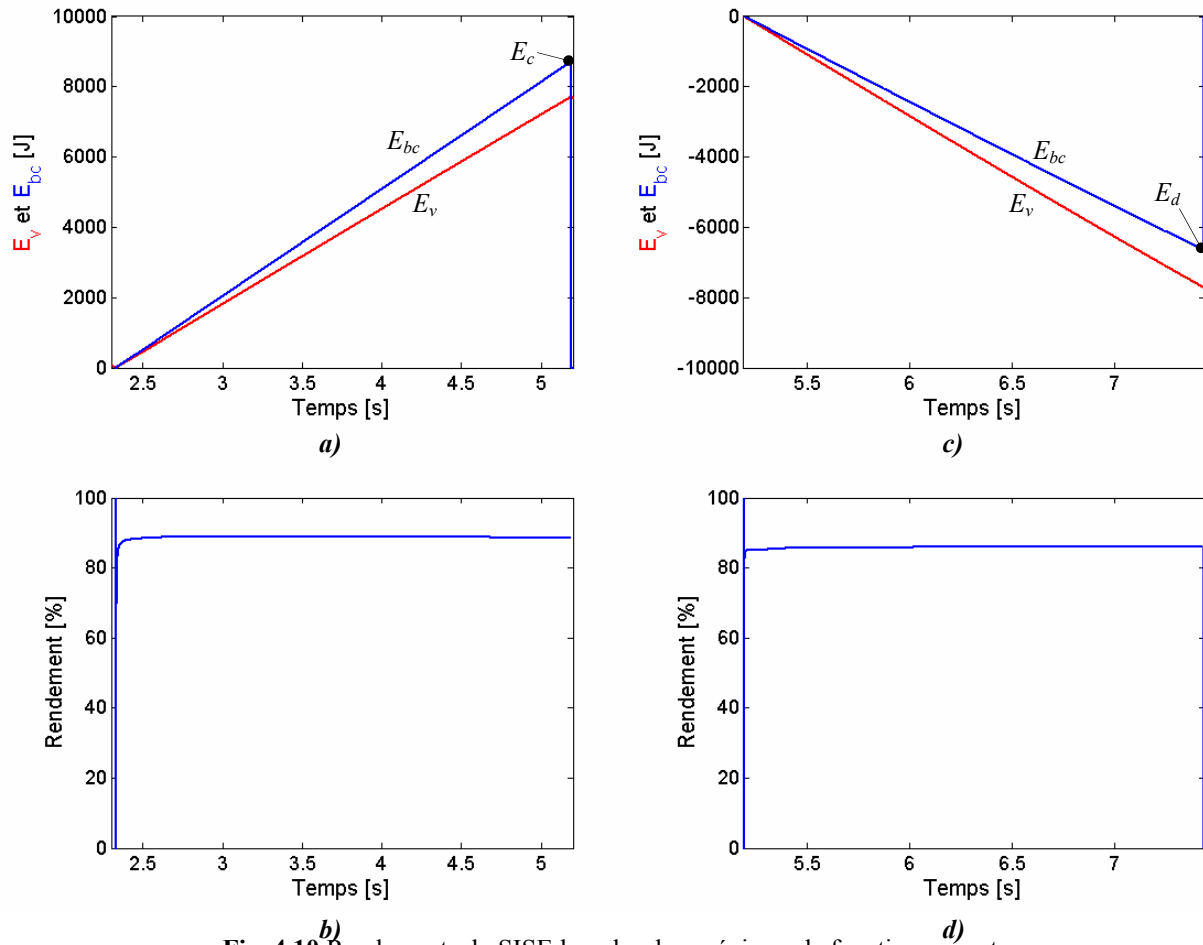 10000
8000
6000
4000
2000
0
E_v et E_bc [J]
E_c
E_bc
E_v
2.5 3 3.5 4 4.5 5
Temps [s]
a)
0
-2000
-4000
-6000
-8000
-10000
E_v et E_bc [J]
E_bc
E_v
E_d
5.5 6 6.5 7
Temps [s]
c)
100
80
60
40
20
0
Rendement [%]
2.5 3 3.5 4 4.5 5
Temps [s]
b)
100
80
60
40
20
0
Rendement [%]
5.5 6 6.5 7
Temps [s]
d)